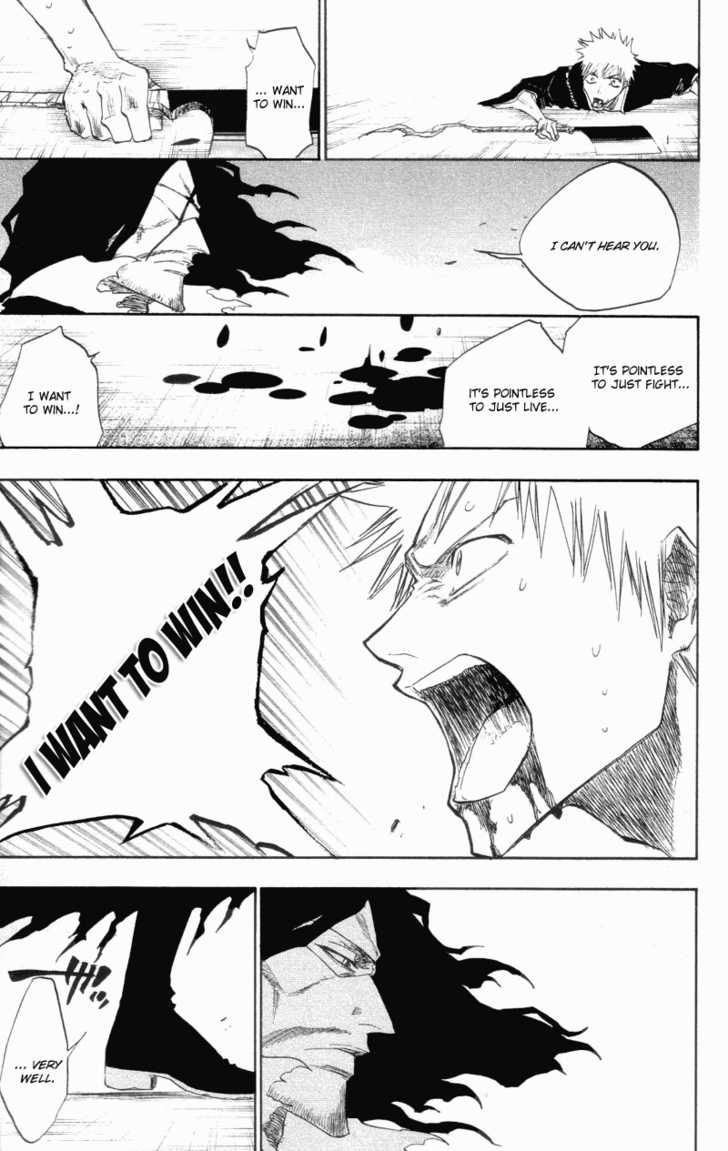 ... WANT
TO WIN...
I CAN'T HEAR YOU.
IT'S POINTLESS
TO JUST FIGHT...
IT'S POINTLESS
TO JUST LIVE...
I WANT
TO WIN...!
I WANT TO WIN!!
... VERY
WELL.